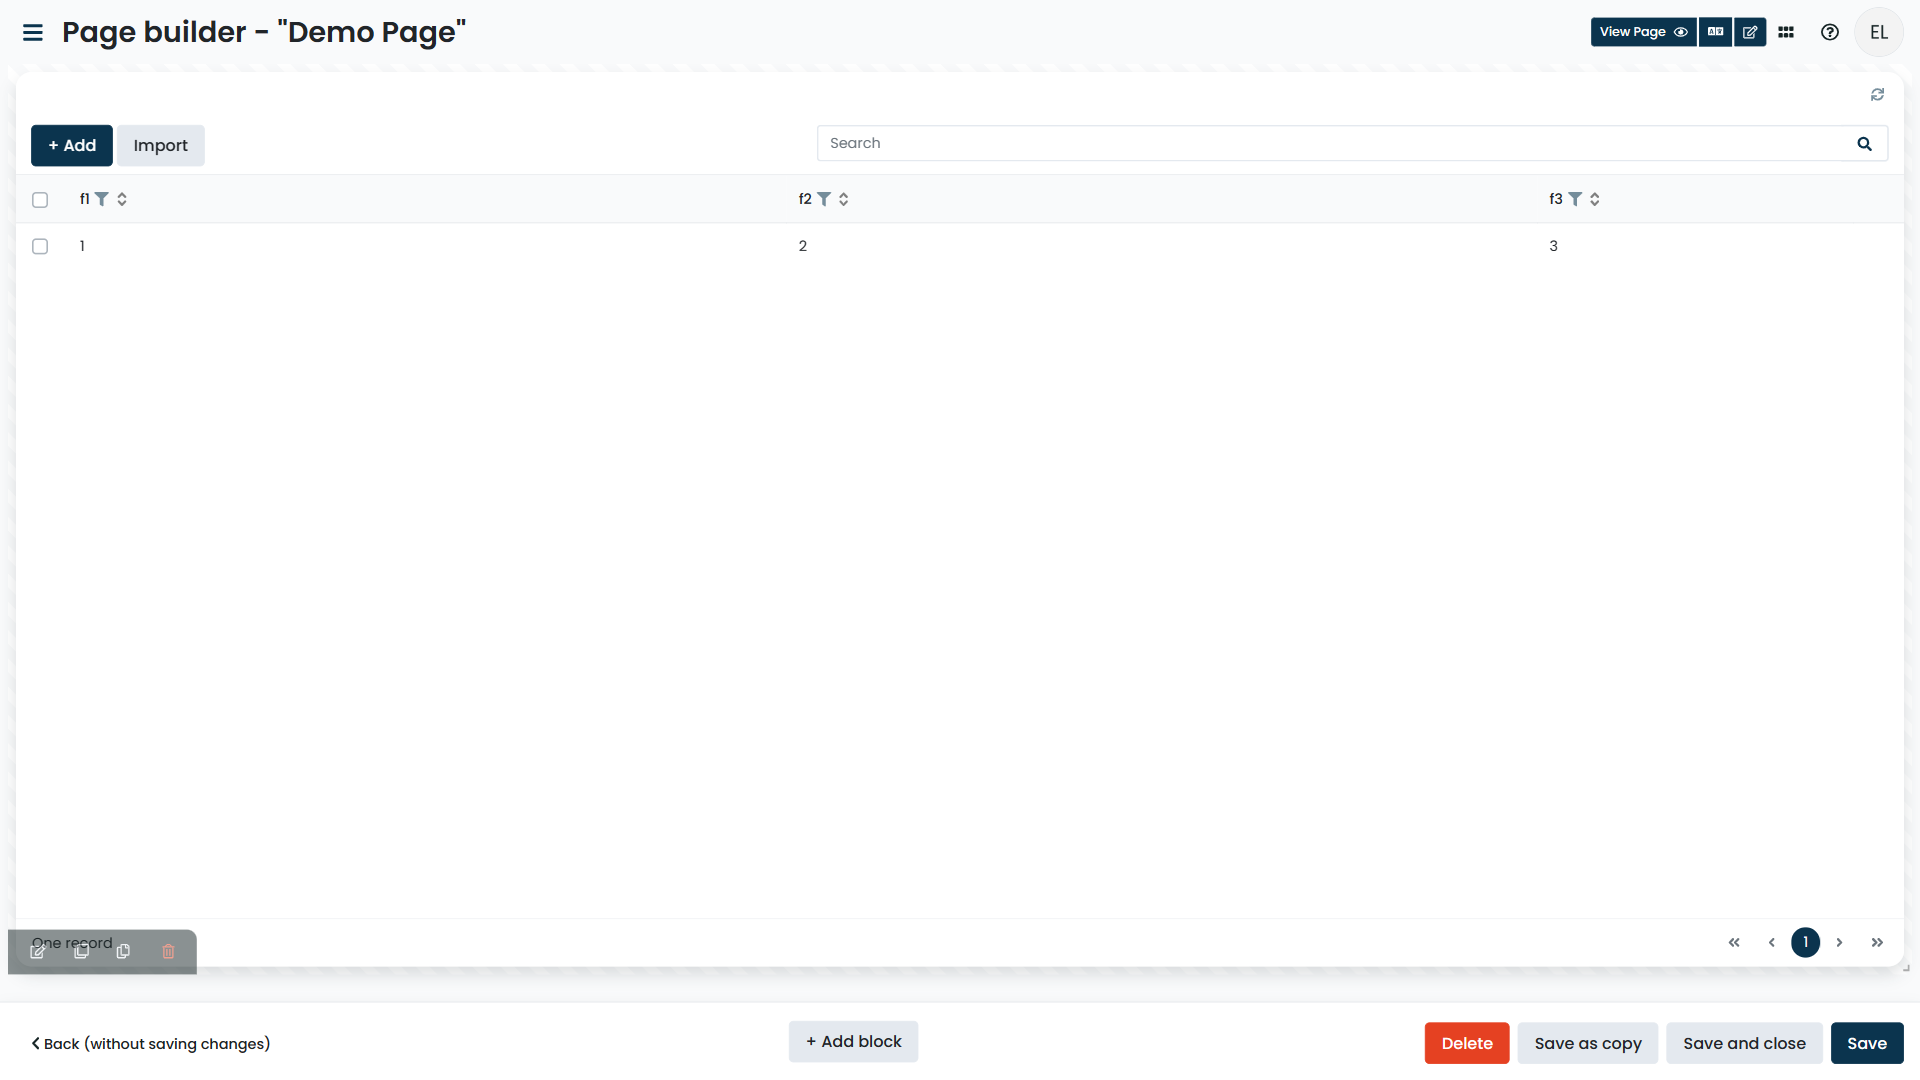 Page builder - "Demo Page"
View Page
EL
+ Add
Import
Search
f1
f2
f3
1
2
3
One record
1
Back (without saving changes)
+ Add block
Delete
Save as copy
Save and close
Save